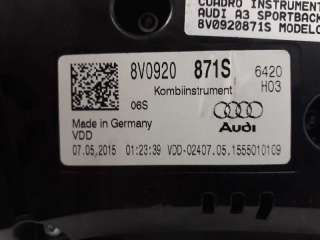 CUADRO INSTRUMENT
AUDI A3 SPORTBACK
8V0920871S MODELO
8V0920 871S 6420
Kombiinstrument H03
06S
Made in Germany
VDD
Audi
07.05.2015 01:23:39 VDD-02407.05.1555010109